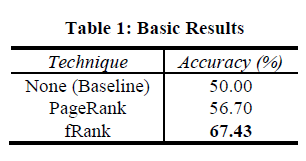 Table 1: Basic Results
Technique Accuracy (%)
None (Baseline) 50.00
PageRank 56.70
fRank 67.43